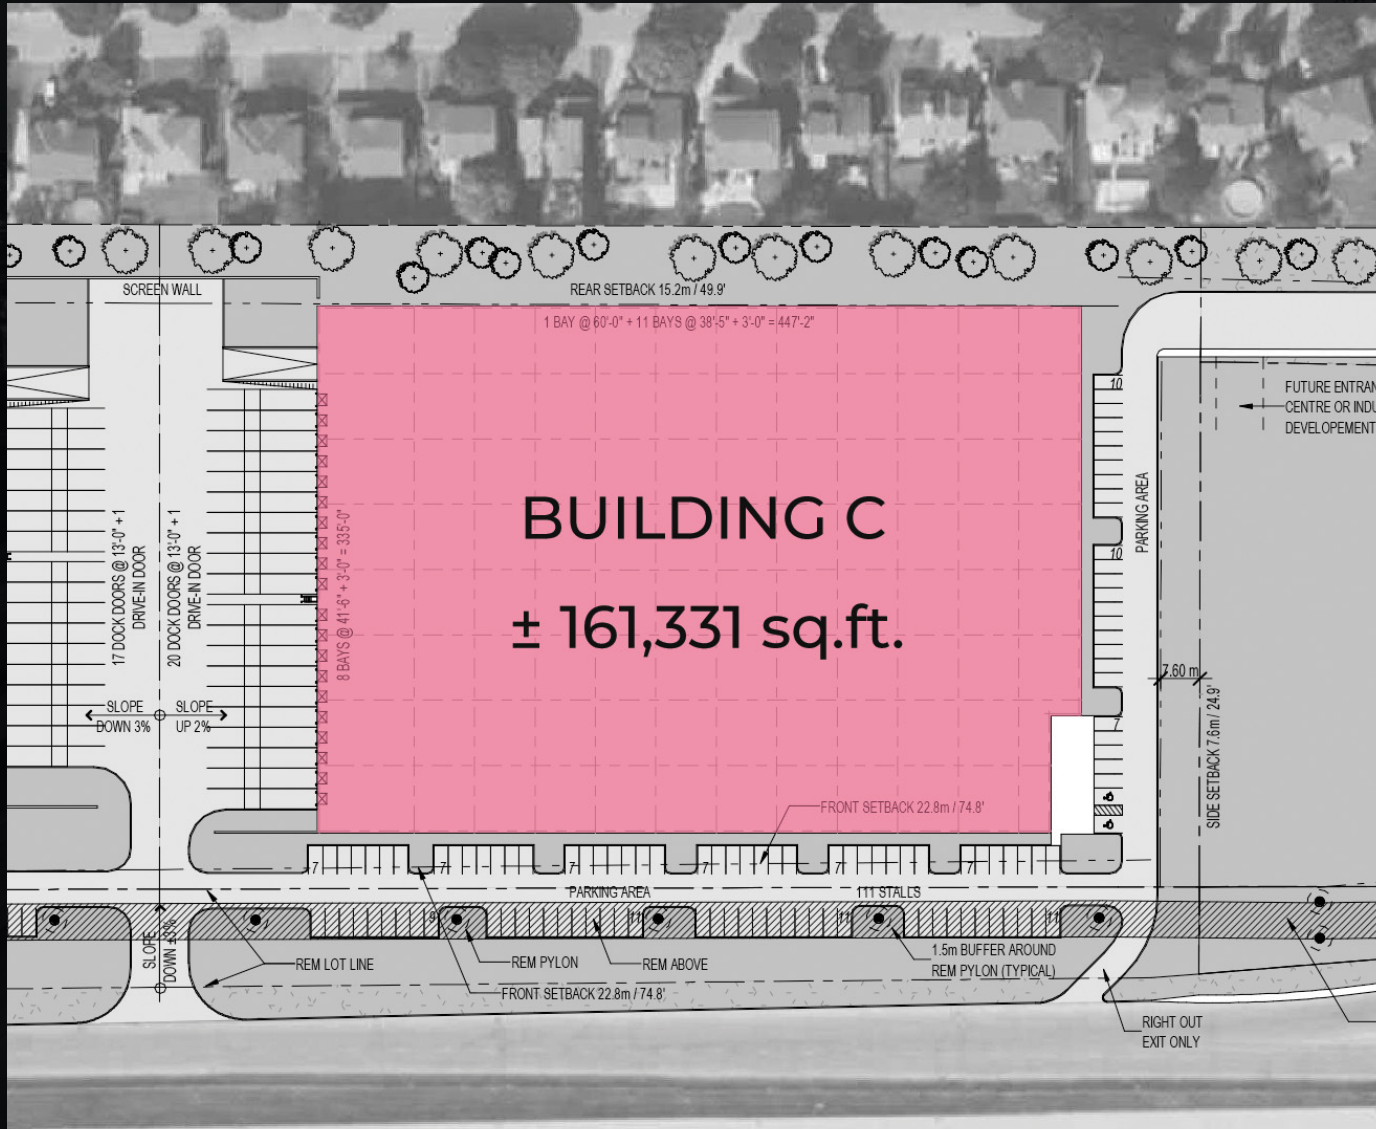 SCREEN WALL
REAR SETBACK 15.2m / 49.9'
1 BAY @ 60'-0" + 11 BAYS @ 38'-5" + 3'-0" = 447'-2"
10
FUTURE ENTRAN
CENTRE OR INDU
DEVELOPEMENT
BUILDING C
± 161,331 sq.ft.
8 BAYS @ 41'-6" + 3'-0" = 335'-0"
17 DOCK DOORS @ 13'-0" + 1
DRIVE-IN DOOR
20 DOCK DOORS @ 13'-0" + 1
DRIVE-IN DOOR
PARKING AREA
10
7.60 m
SIDE SETBACK 7.6m / 24.9'
SLOPE
DOWN 3%
SLOPE
UP 2%
7
FRONT SETBACK 22.8m / 74.8'
7 7 7 7 7 7
PARKING AREA
111 STALLS
9 11 11 11
SLOPE
DOWN ±3%
REM LOT LINE
REM PYLON
REM ABOVE
1.5m BUFFER AROUND
REM PYLON (TYPICAL)
FRONT SETBACK 22.8m / 74.8'
RIGHT OUT
EXIT ONLY